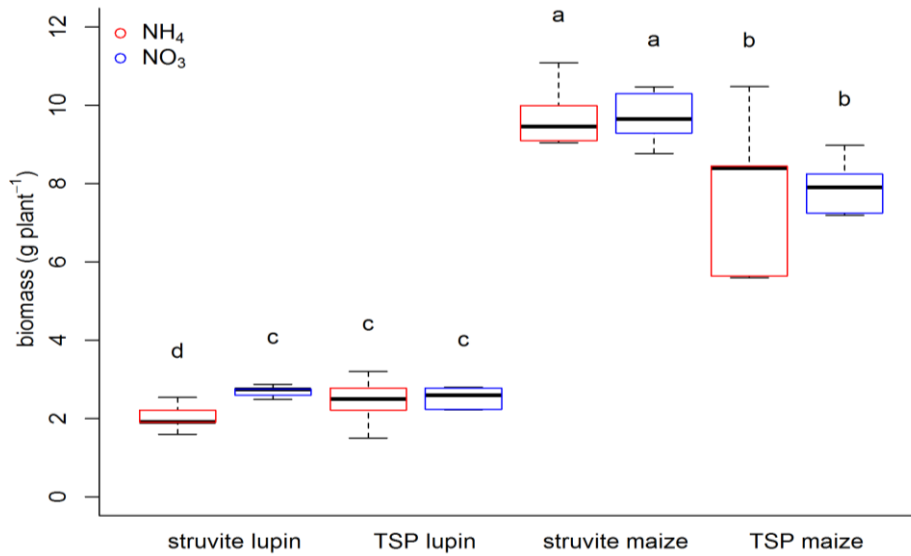 NH₄
NO₃
biomass (g plant⁻¹)
12
10
8
6
4
2
0
a
a
b
b
d
c
c
c
struvite lupin
TSP lupin
struvite maize
TSP maize